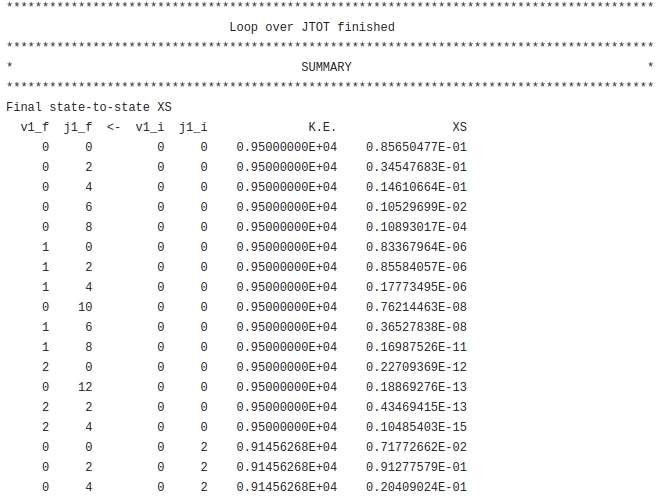 ******************************************************************************************
Loop over JTOT finished
******************************************************************************************
* SUMMARY *
******************************************************************************************
Final state-to-state XS
v1_f j1_f <- v1_i j1_i K.E. XS
0 0 0 0 0.95000000E+04 0.85650477E-01
0 2 0 0 0.95000000E+04 0.34547683E-01
0 4 0 0 0.95000000E+04 0.14610664E-01
0 6 0 0 0.95000000E+04 0.10529699E-02
0 8 0 0 0.95000000E+04 0.10893017E-04
1 0 0 0 0.95000000E+04 0.83367964E-06
1 2 0 0 0.95000000E+04 0.85584057E-06
1 4 0 0 0.95000000E+04 0.17773495E-06
0 10 0 0 0.95000000E+04 0.76214463E-08
1 6 0 0 0.95000000E+04 0.36527838E-08
1 8 0 0 0.95000000E+04 0.16987526E-11
2 0 0 0 0.95000000E+04 0.22709369E-12
0 12 0 0 0.95000000E+04 0.18869276E-13
2 2 0 0 0.95000000E+04 0.43469415E-13
2 4 0 0 0.95000000E+04 0.10485403E-15
0 0 0 2 0.91456268E+04 0.71772662E-02
0 2 0 2 0.91456268E+04 0.91277579E-01
0 4 0 2 0.91456268E+04 0.20409024E-01